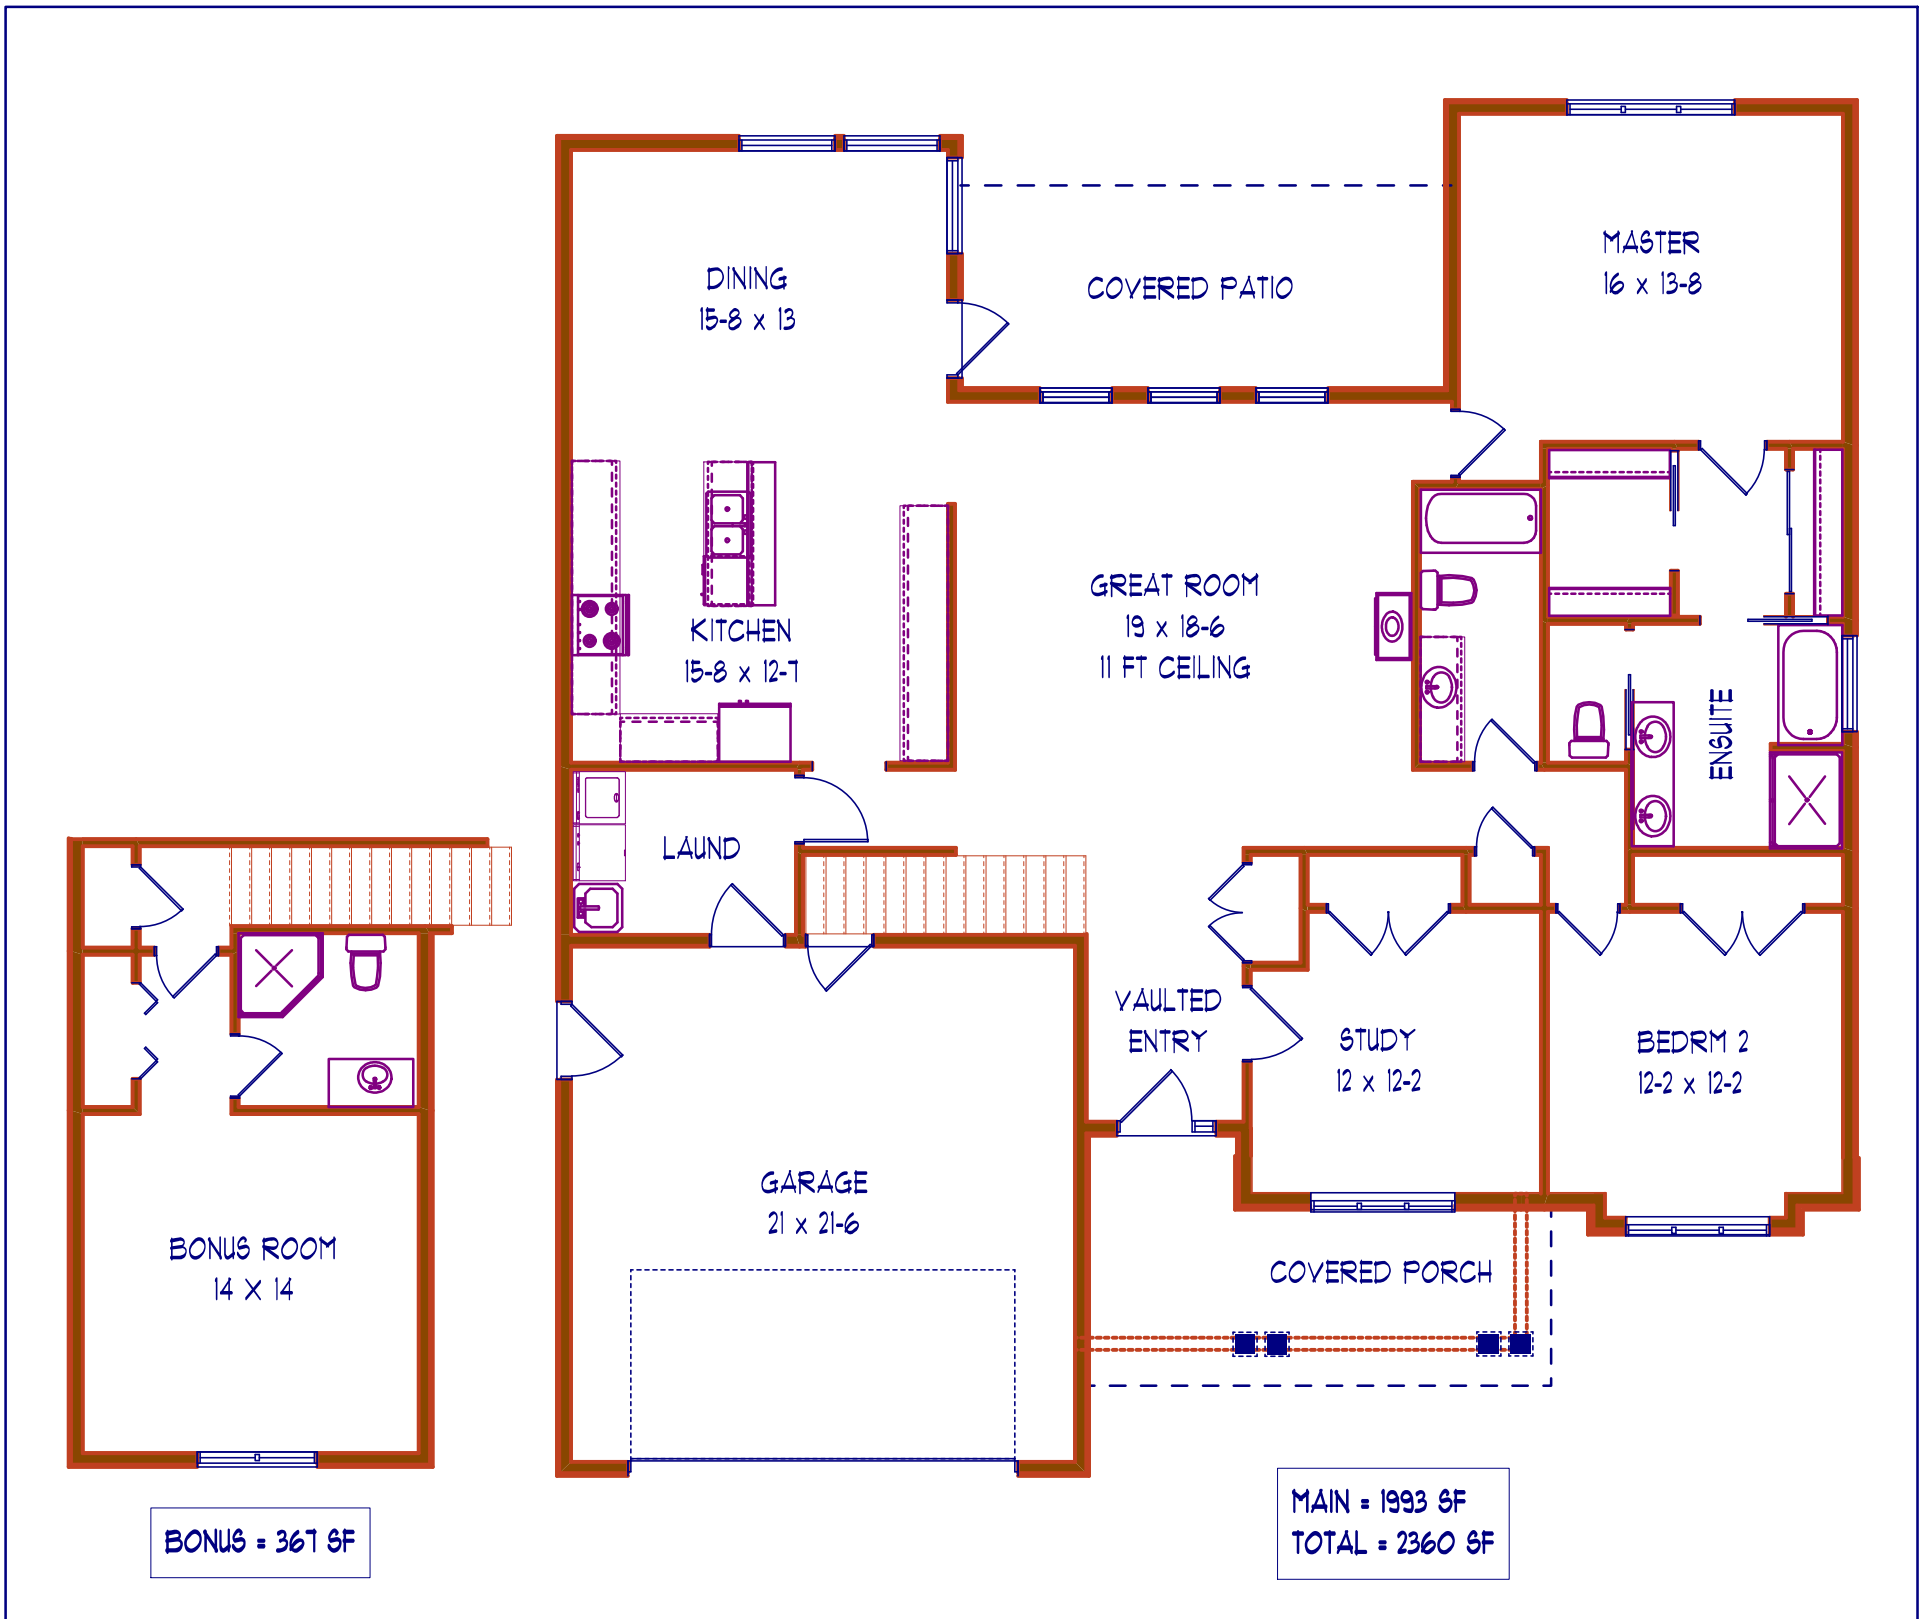 MASTER
16 x 13-8
DINING
15-8 x 13
COVERED PATIO
GREAT ROOM
19 x 18-6
11 FT CEILING
KITCHEN
15-8 x 12-7
ENSUITE
LAUND
VAULTED
ENTRY
STUDY
12 x 12-2
BEDRM 2
12-2 x 12-2
GARAGE
21 x 21-6
BONUS ROOM
14 X 14
COVERED PORCH
MAIN = 1993 SF
TOTAL = 2360 SF
BONUS = 367 SF